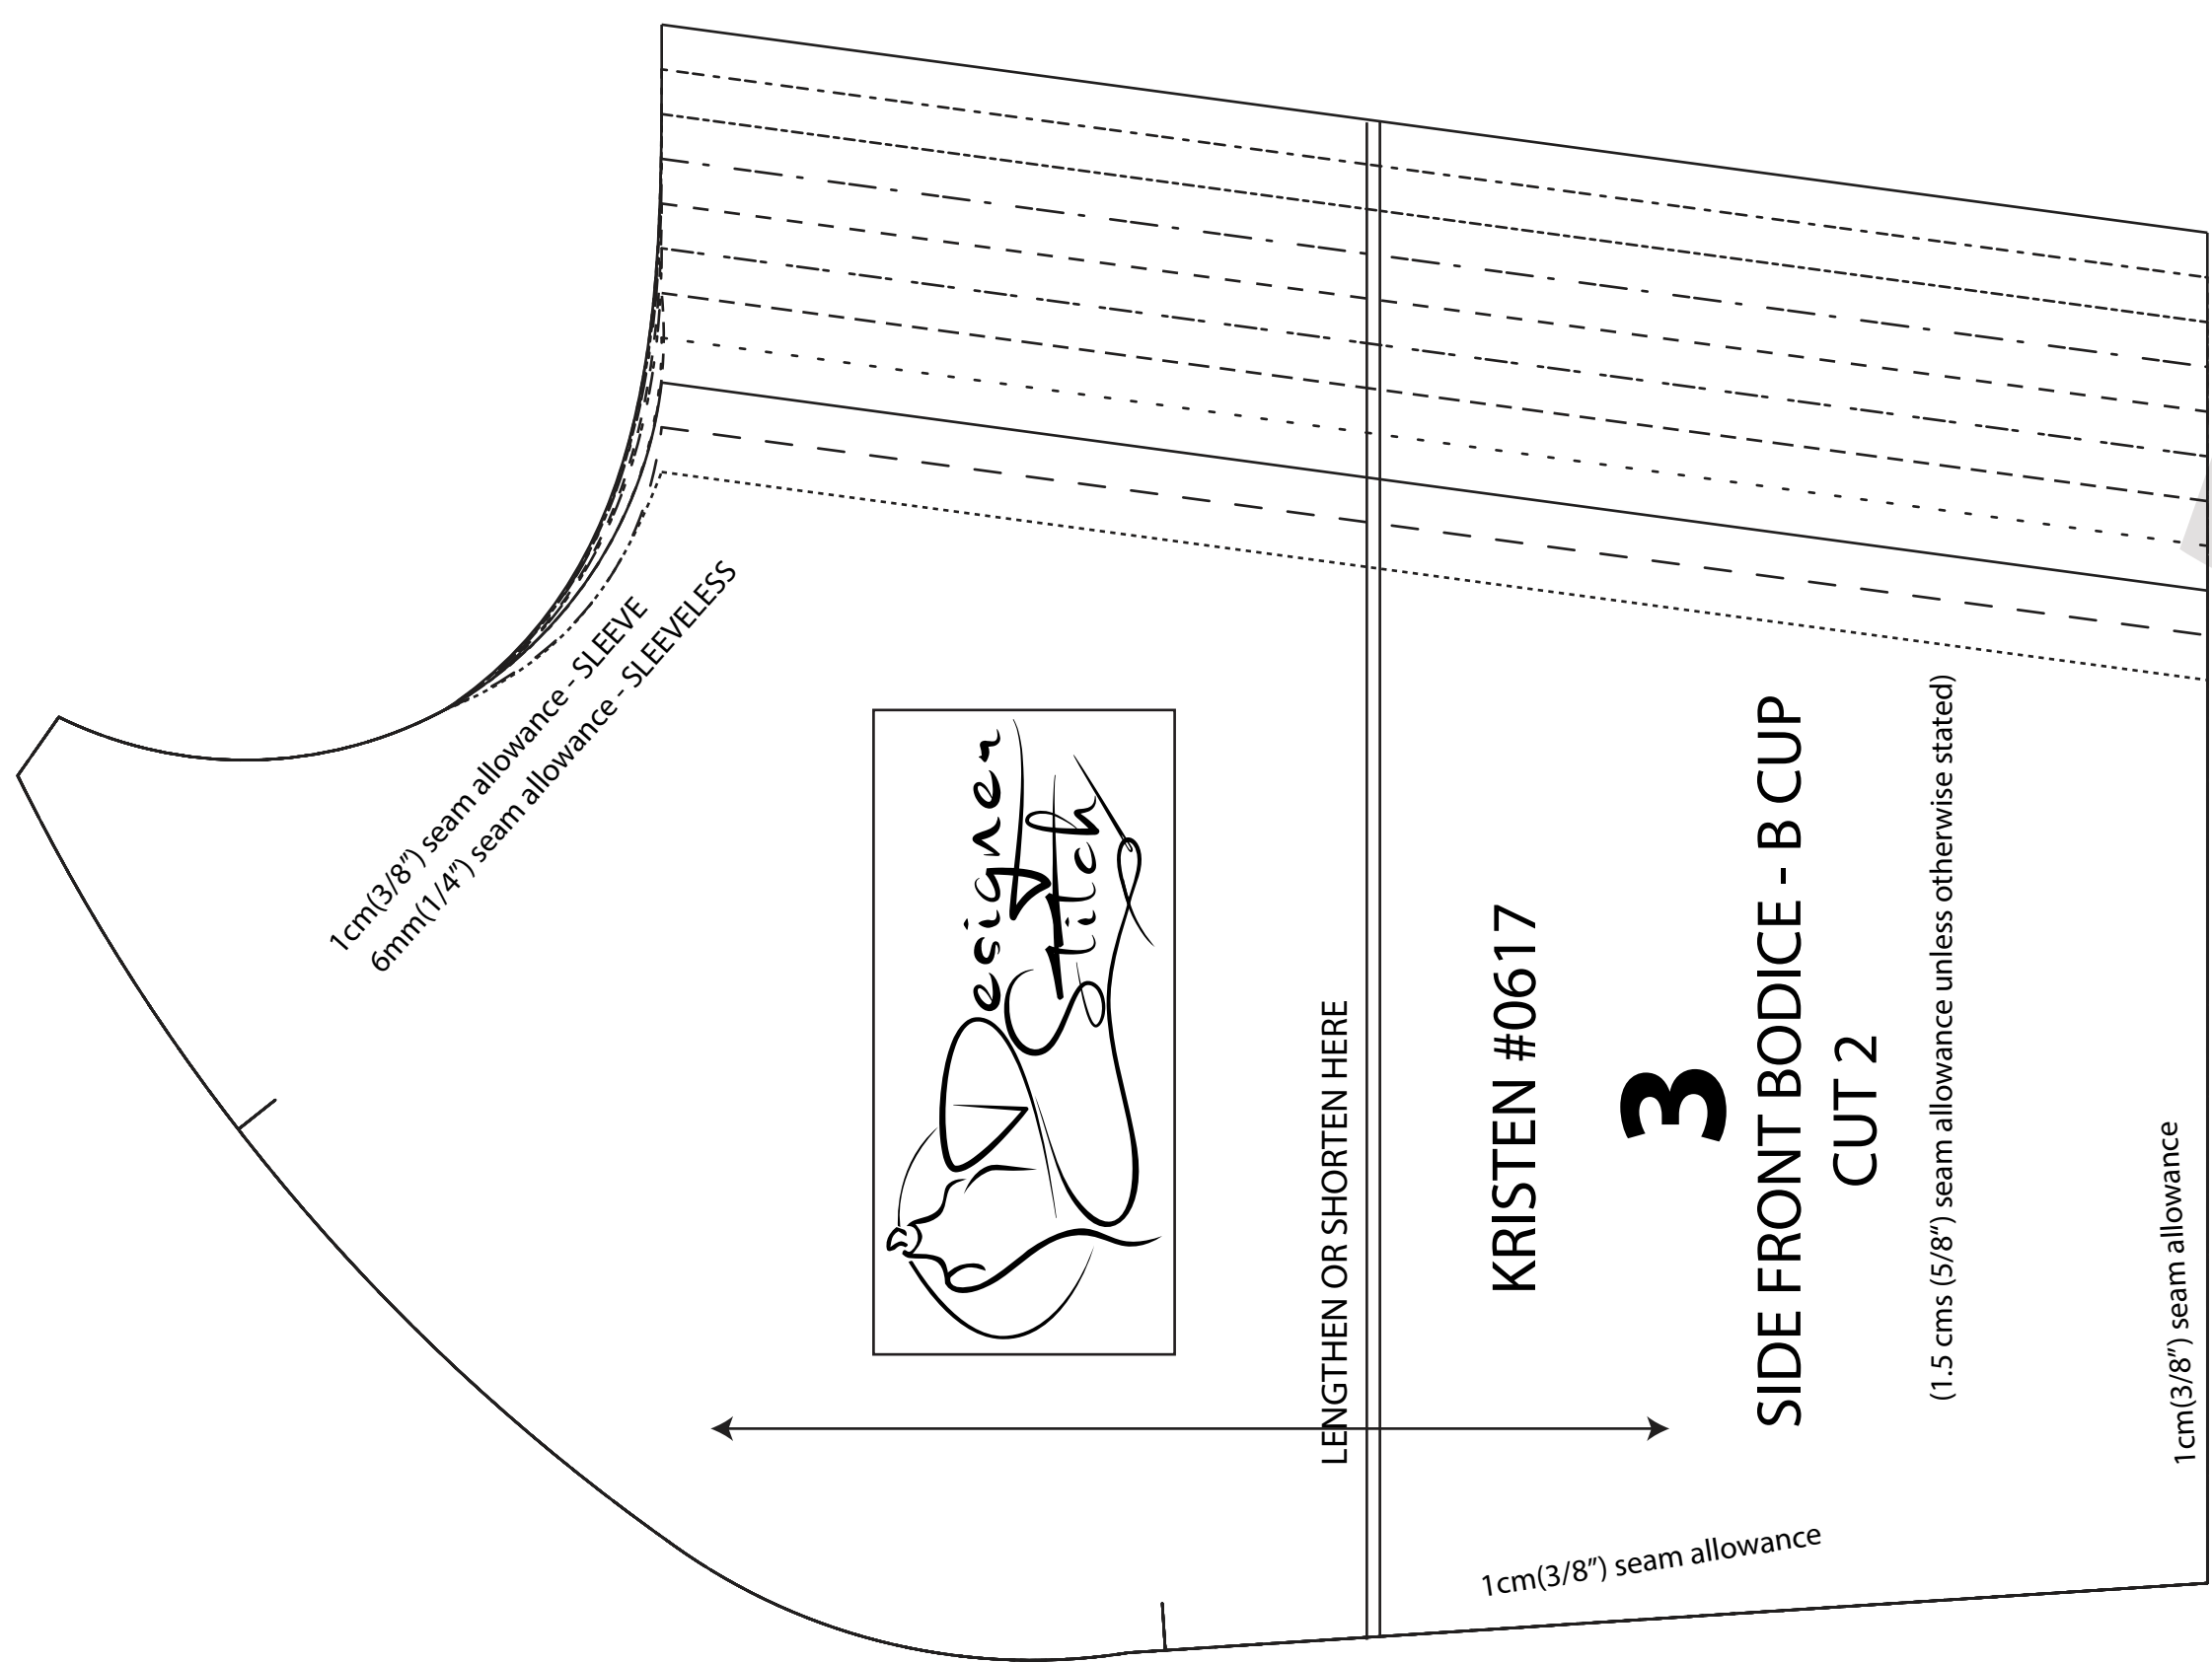 1cm(3/8") seam allowance - SLEEVE
6mm(1/4") seam allowance - SLEEVELESS
Designer
Stitch
LENGTHEN OR SHORTEN HERE
KRISTEN #0617
3
SIDE FRONT BODICE - B CUP
CUT 2
(1.5 cms (5/8") seam allowance unless otherwise stated)
1cm(3/8") seam allowance
1cm(3/8") seam allowance